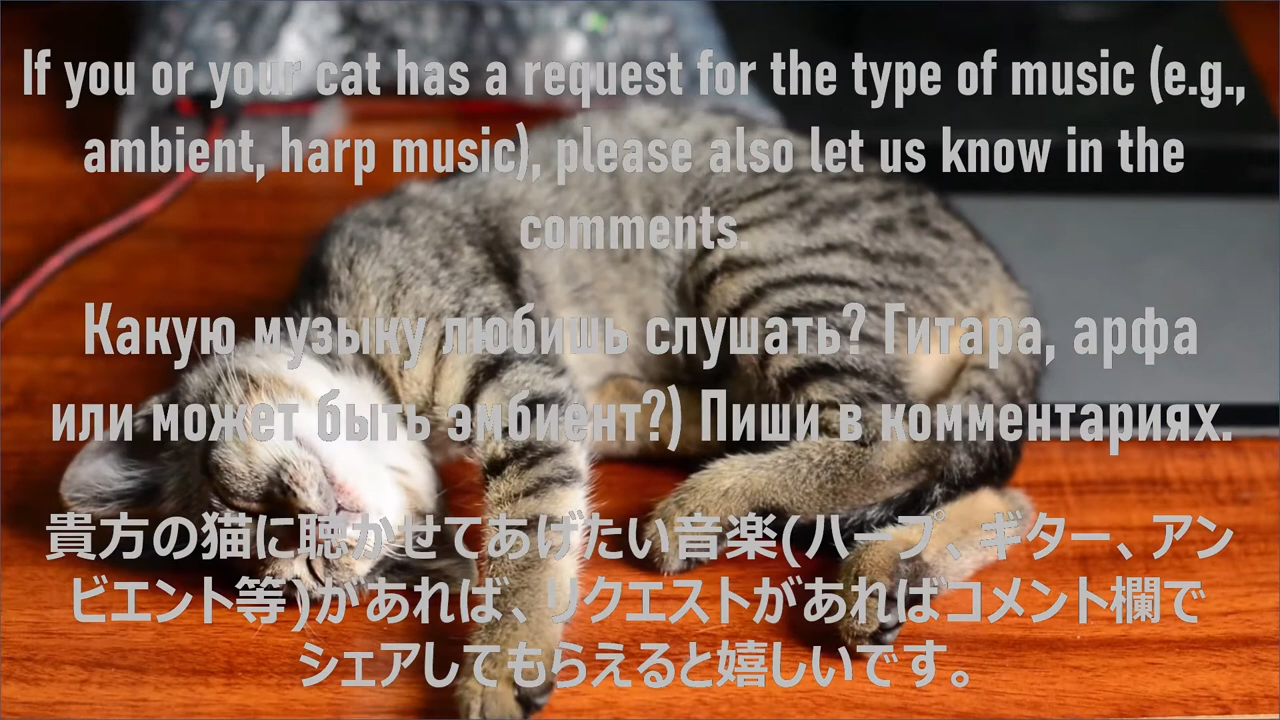 If you or your cat has a request for the type of music (e.g.,
ambient, harp music), please also let us know in the
comments.
Какую музыку любишь слушать? Гитара, арфа
или может быть эмбиент?) Пиши в комментариях.
貴方の猫に聴かせてあげたい音楽(ハープ、ギター、アン
ビエント等)があれば、リクエストがあればコメント欄で
シェアしてもらえると嬉しいです。